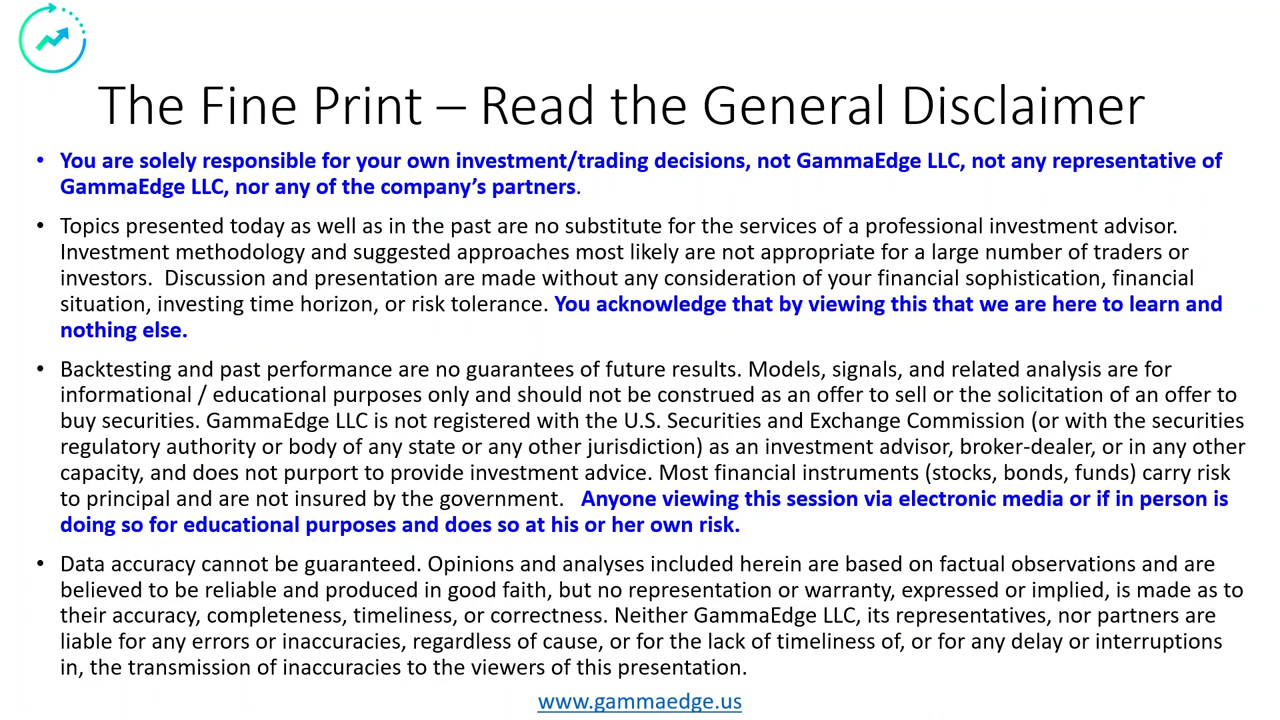 The Fine Print – Read the General Disclaimer
• You are solely responsible for your own investment/trading decisions, not GammaEdge LLC, not any representative of
GammaEdge LLC, nor any of the company’s partners.
• Topics presented today as well as in the past are no substitute for the services of a professional investment advisor.
Investment methodology and suggested approaches most likely are not appropriate for a large number of traders or
investors.  Discussion and presentation are made without any consideration of your financial sophistication, financial
situation, investing time horizon, or risk tolerance. You acknowledge that by viewing this that we are here to learn and
nothing else.
• Backtesting and past performance are no guarantees of future results. Models, signals, and related analysis are for
informational / educational purposes only and should not be construed as an offer to sell or the solicitation of an offer to
buy securities. GammaEdge LLC is not registered with the U.S. Securities and Exchange Commission (or with the securities
regulatory authority or body of any state or any other jurisdiction) as an investment advisor, broker-dealer, or in any other
capacity, and does not purport to provide investment advice. Most financial instruments (stocks, bonds, funds) carry risk
to principal and are not insured by the government.   Anyone viewing this session via electronic media or if in person is
doing so for educational purposes and does so at his or her own risk.
• Data accuracy cannot be guaranteed. Opinions and analyses included herein are based on factual observations and are
believed to be reliable and produced in good faith, but no representation or warranty, expressed or implied, is made as to
their accuracy, completeness, timeliness, or correctness. Neither GammaEdge LLC, its representatives, nor partners are
liable for any errors or inaccuracies, regardless of cause, or for the lack of timeliness of, or for any delay or interruptions
in, the transmission of inaccuracies to the viewers of this presentation.
www.gammaedge.us